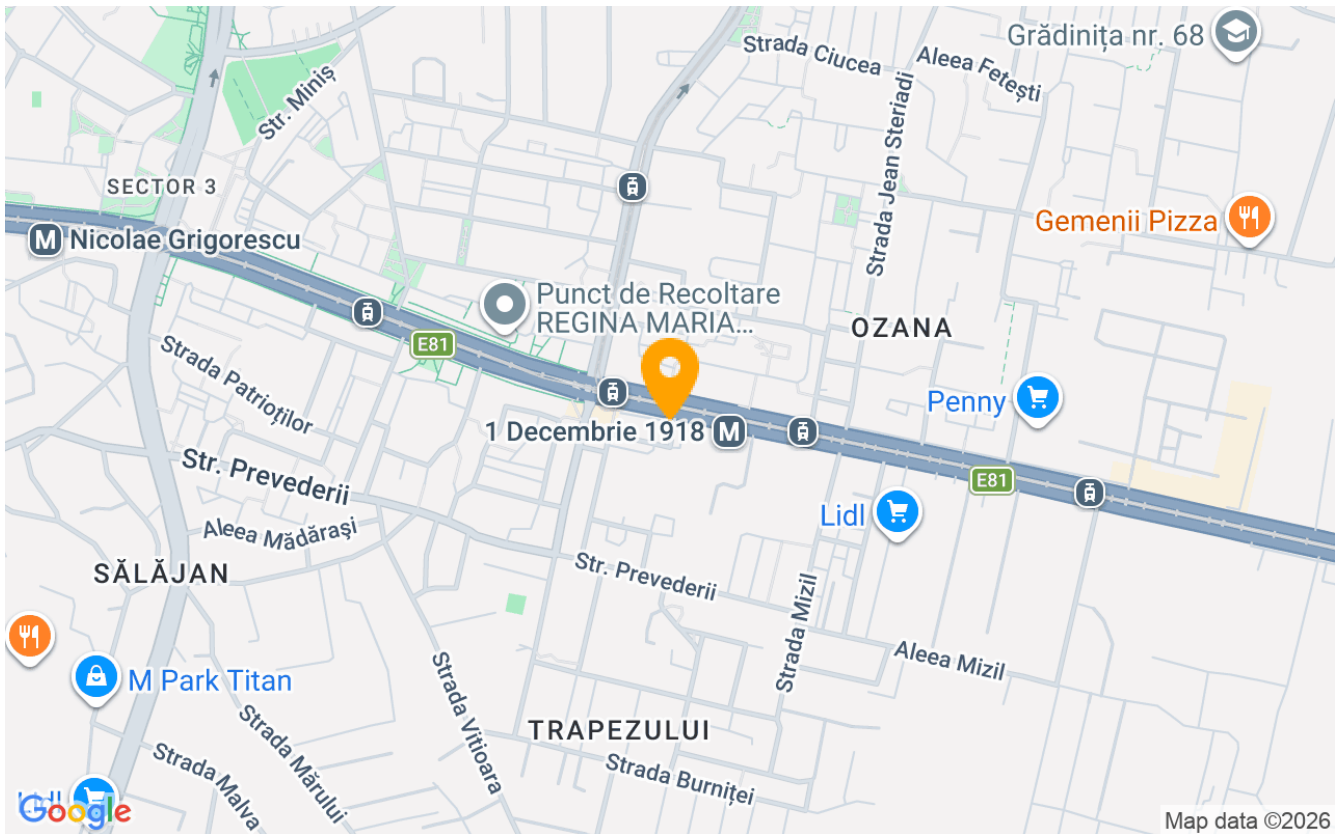 Grădinița nr. 68
Strada Ciucea
Aleea Fetești
Str. Miniș
Strada Jean Steriadi
SECTOR 3
Gemenii Pizza
M
Nicolae Grigorescu
Punct de Recoltare
REGINA MARIA...
OZANA
E81
Strada Patrioților
Penny
1 Decembrie 1918
M
Str. Prevederii
E81
Lidl
Aleea Mădărași
SĂLĂJAN
Str. Prevederii
Strada Mizil
Aleea Mizil
M Park Titan
Strada Vitioara
TRAPEZULUI
Strada Mărului
Strada Malva
Strada Burniței
Lidl
Google
Map data ©2026